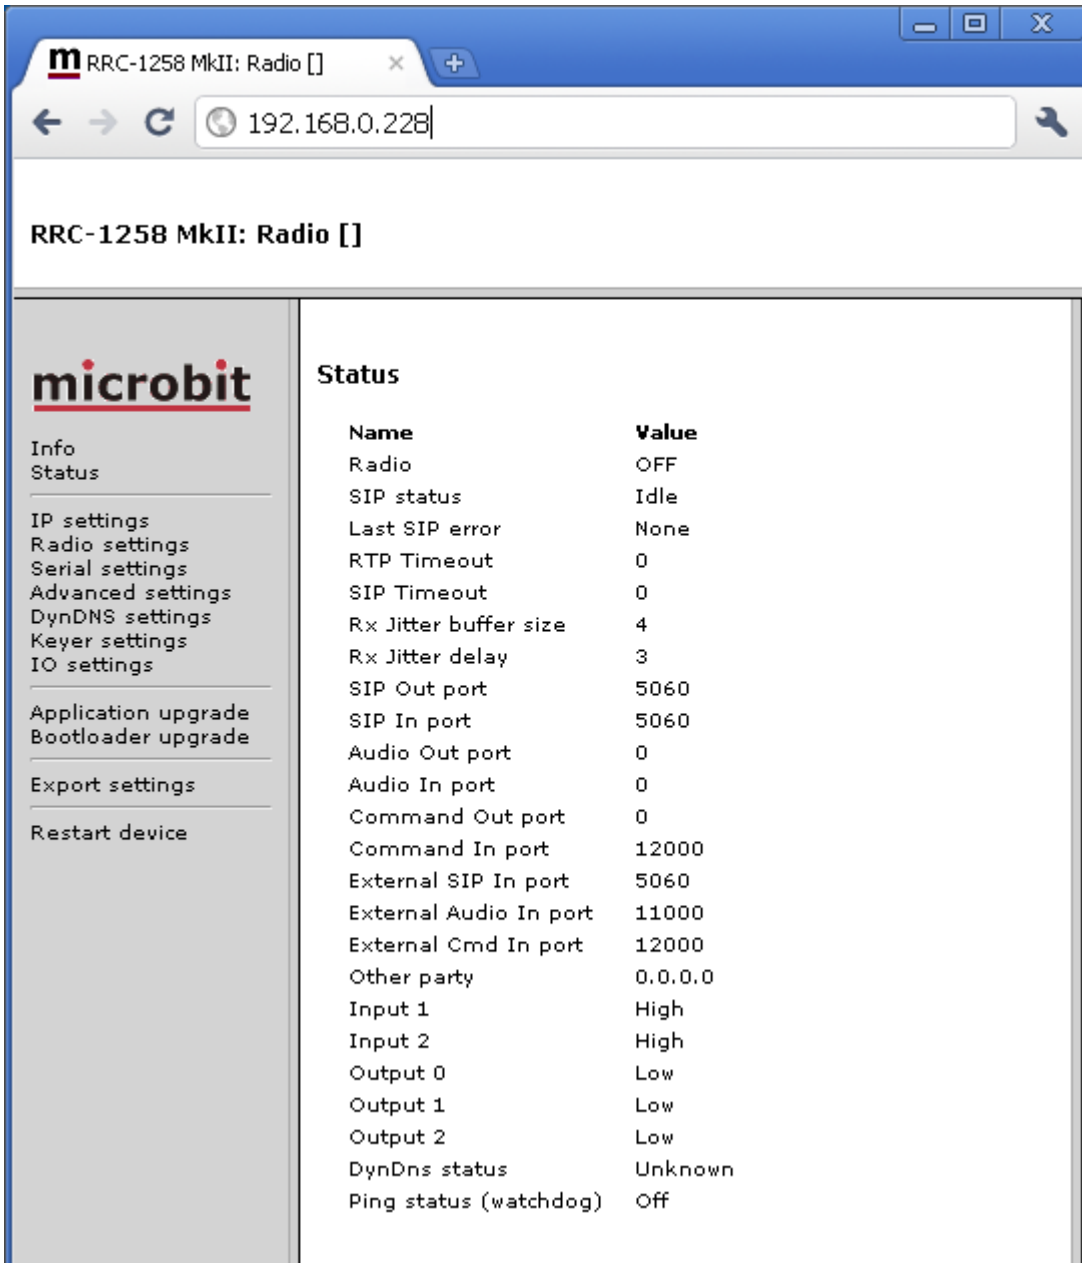 RRC-1258 MkII: Radio []
192.168.0.228
RRC-1258 MkII: Radio []
microbit
Info
Status
IP settings
Radio settings
Serial settings
Advanced settings
DynDNS settings
Keyer settings
IO settings
Application upgrade
Bootloader upgrade
Export settings
Restart device
Status
Name Value
Radio OFF
SIP status Idle
Last SIP error None
RTP Timeout 0
SIP Timeout 0
Rx Jitter buffer size 4
Rx Jitter delay 3
SIP Out port 5060
SIP In port 5060
Audio Out port 0
Audio In port 0
Command Out port 0
Command In port 12000
External SIP In port 5060
External Audio In port 11000
External Cmd In port 12000
Other party 0.0.0.0
Input 1 High
Input 2 High
Output 0 Low
Output 1 Low
Output 2 Low
DynDns status Unknown
Ping status (watchdog) Off